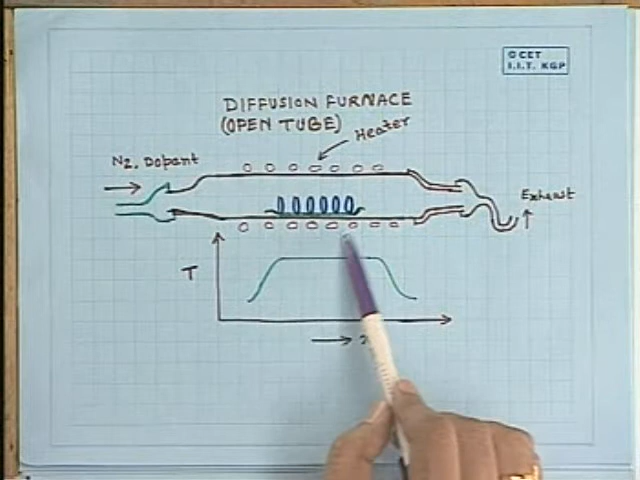 © CET
I.I.T. KGP
DIFFUSION FURNACE
(OPEN TUBE)
Heater
N2, Dopant
Exhaust
T